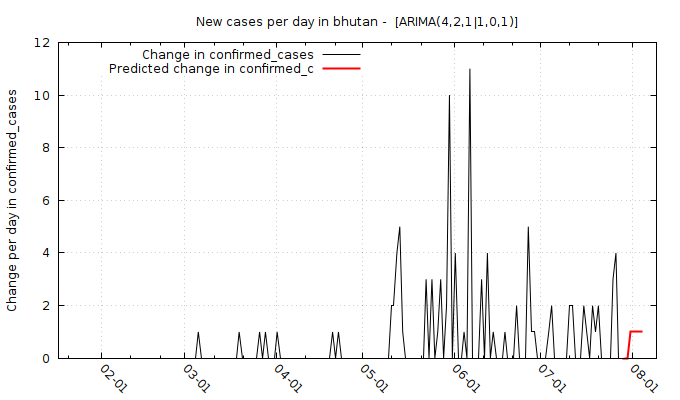 New cases per day in bhutan -  [ARIMA(4,2,1|1,0,1)]
Change in confirmed_cases
Predicted change in confirmed_c
Change per day in confirmed_cases
12
10
8
6
4
2
0
02-01 03-01 04-01 05-01 06-01 07-01 08-01